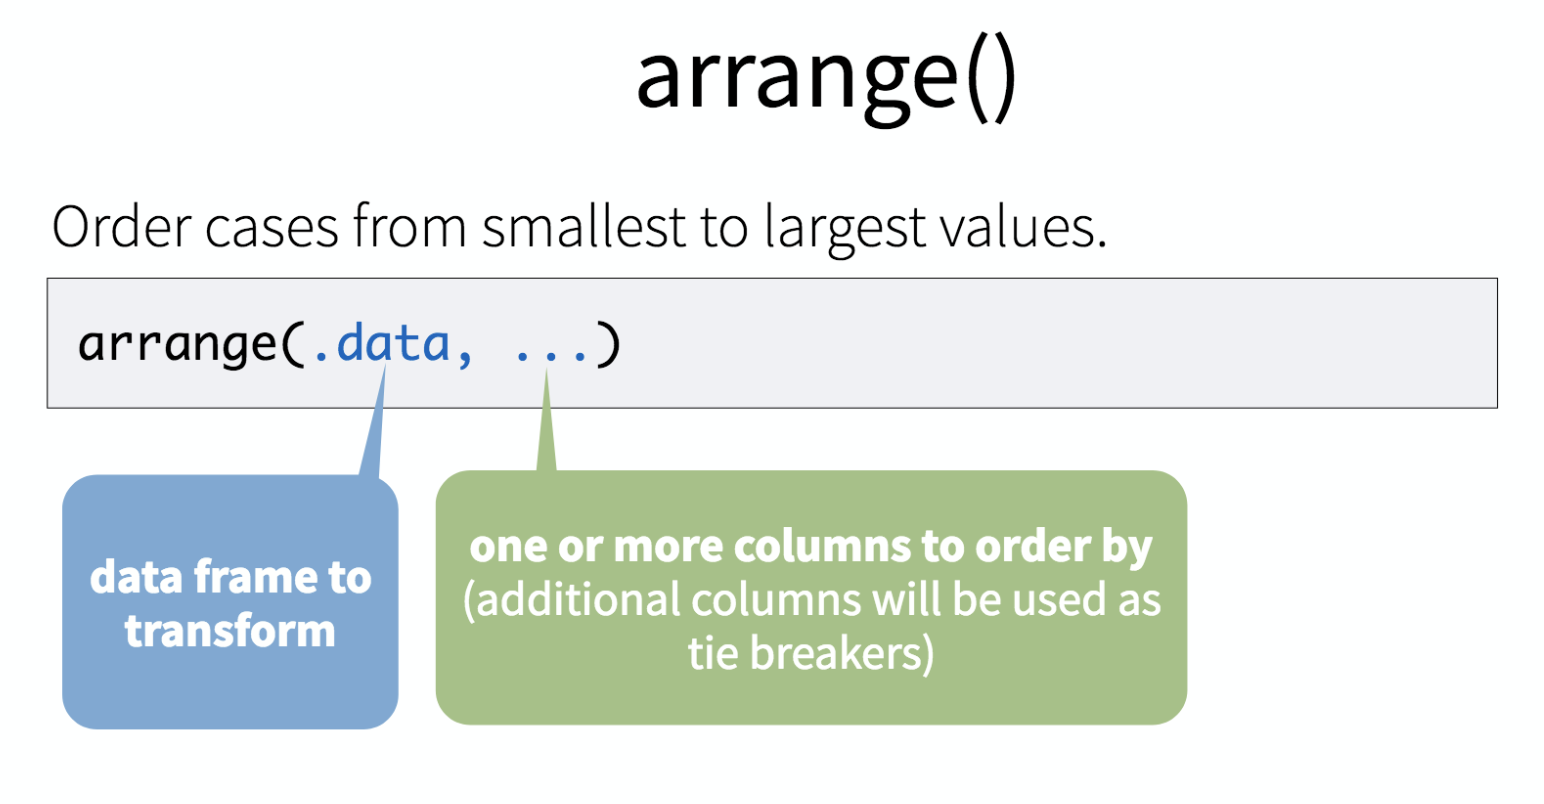 arrange()
Order cases from smallest to largest values.
arrange(.data, ...)
data frame to
transform
one or more columns to order by
(additional columns will be used as
tie breakers)